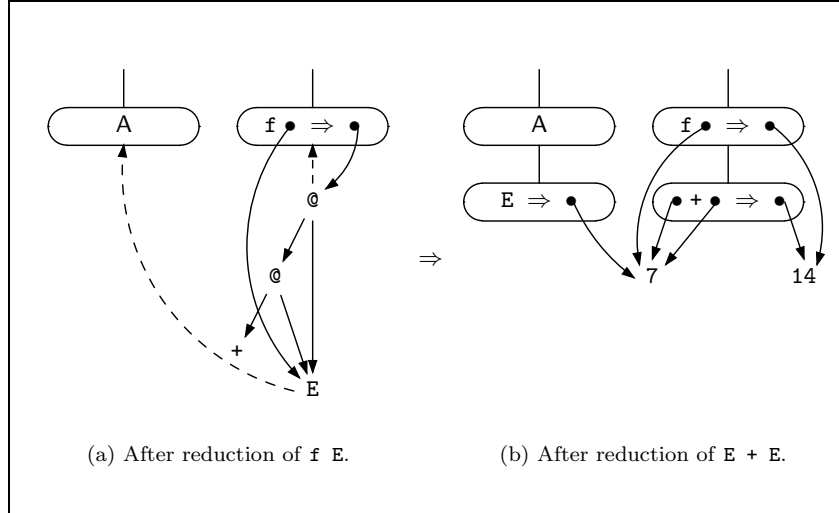 A
f ⇒
@
@
+
E
(a) After reduction of f E.
⇒
A
f ⇒
E ⇒
+ ⇒
7
14
(b) After reduction of E + E.